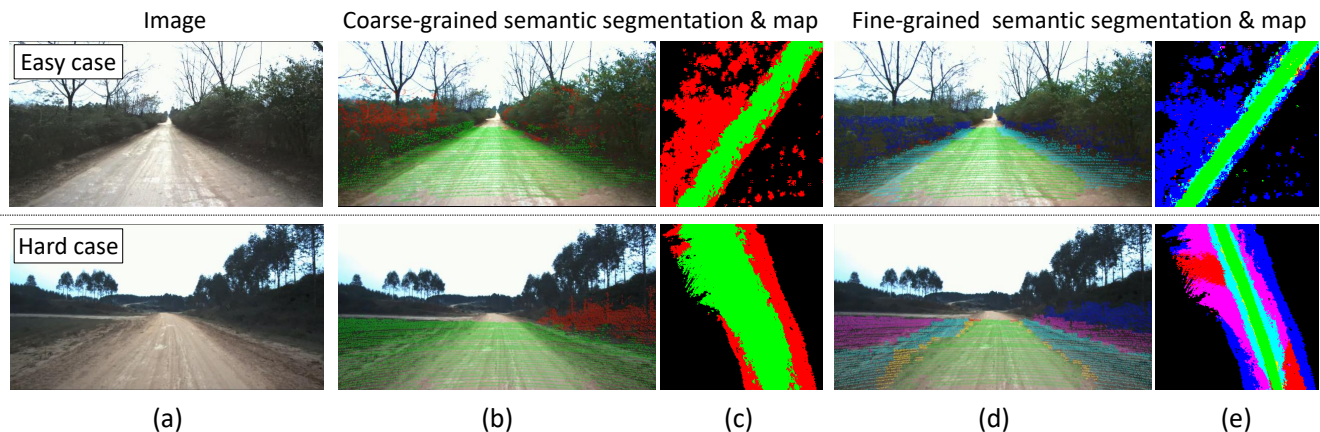 Image
Coarse-grained semantic segmentation & map
Fine-grained semantic segmentation & map
Easy case
Hard case
(a)
(b)
(c)
(d)
(e)